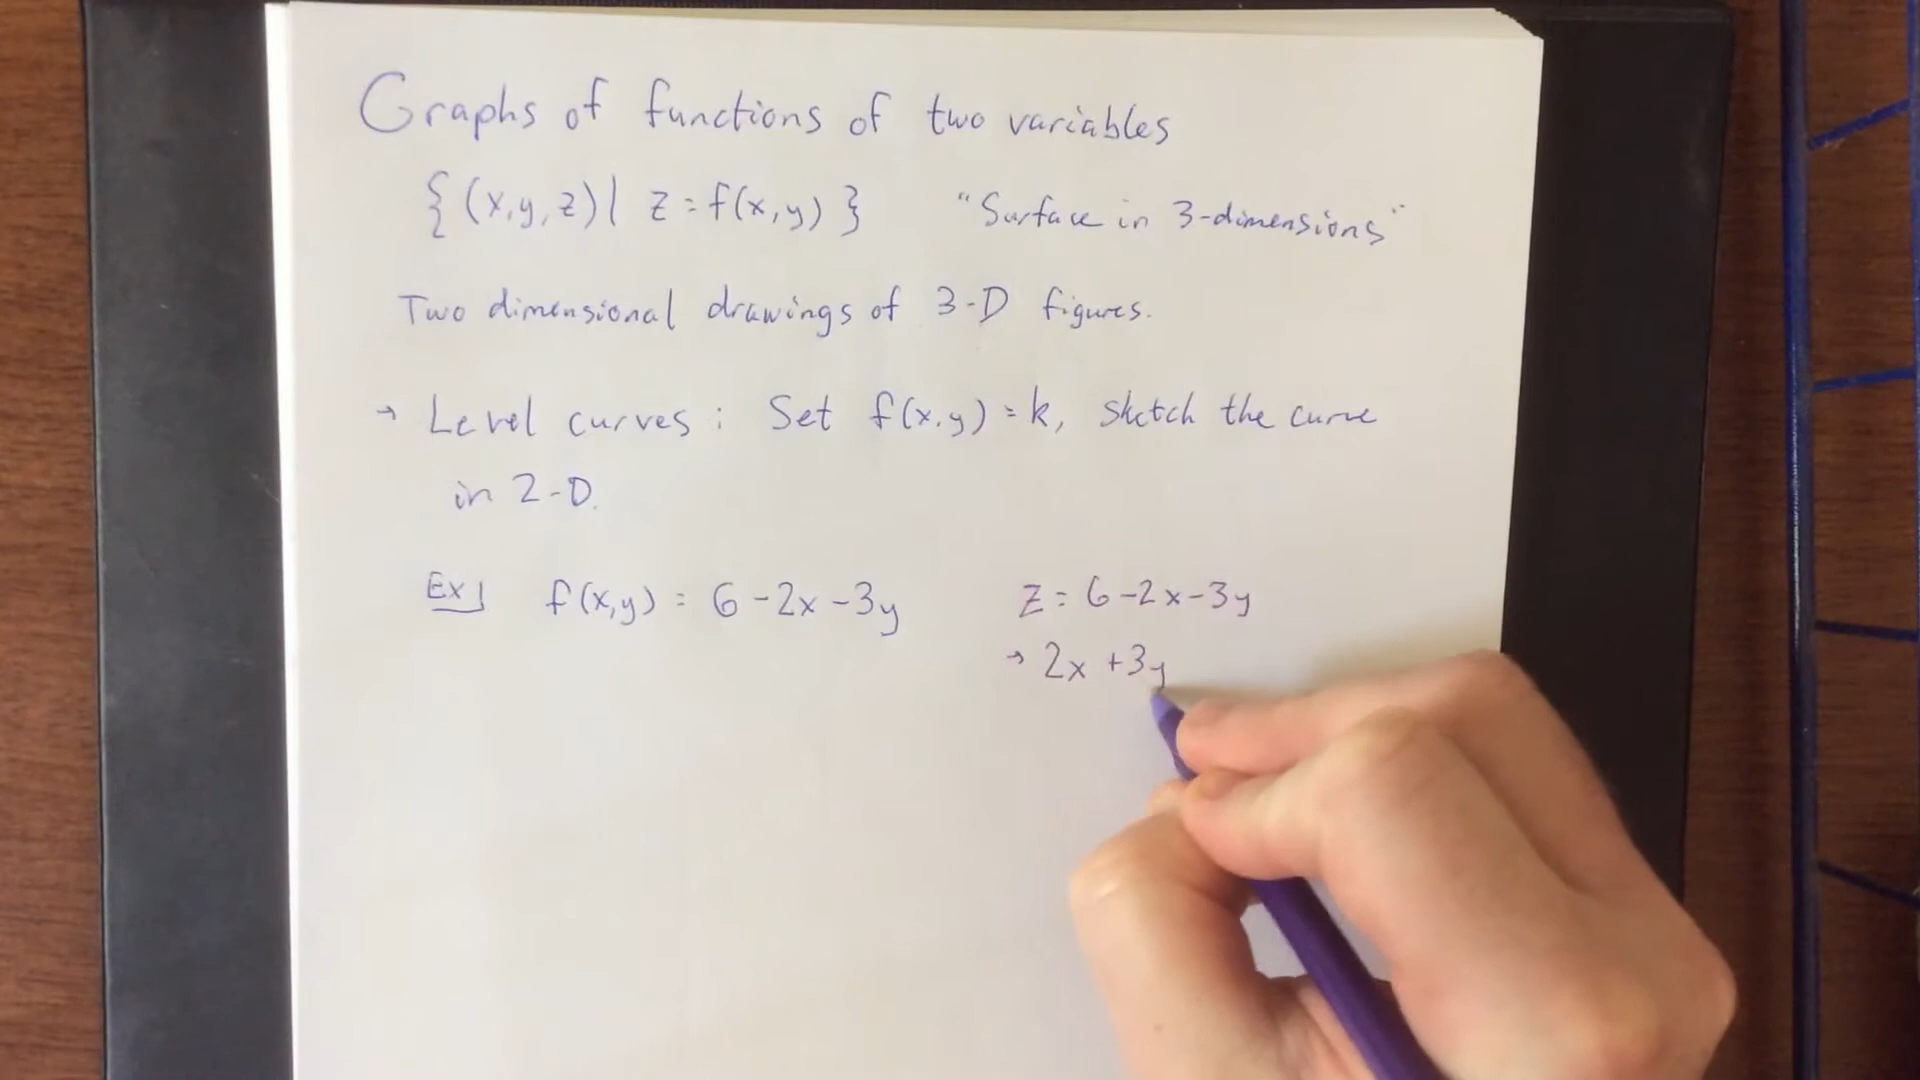 Graphs of functions of two variables
{(x,y,z)| z=f(x,y)} "Surface in 3-dimensions"
Two dimensional drawings of 3-D figures.
→ Level curves: Set f(x,y)=k, sketch the curve
in 2-D.
Ex 1 f(x,y) = 6-2x-3y z = 6-2x-3y
→ 2x +3y